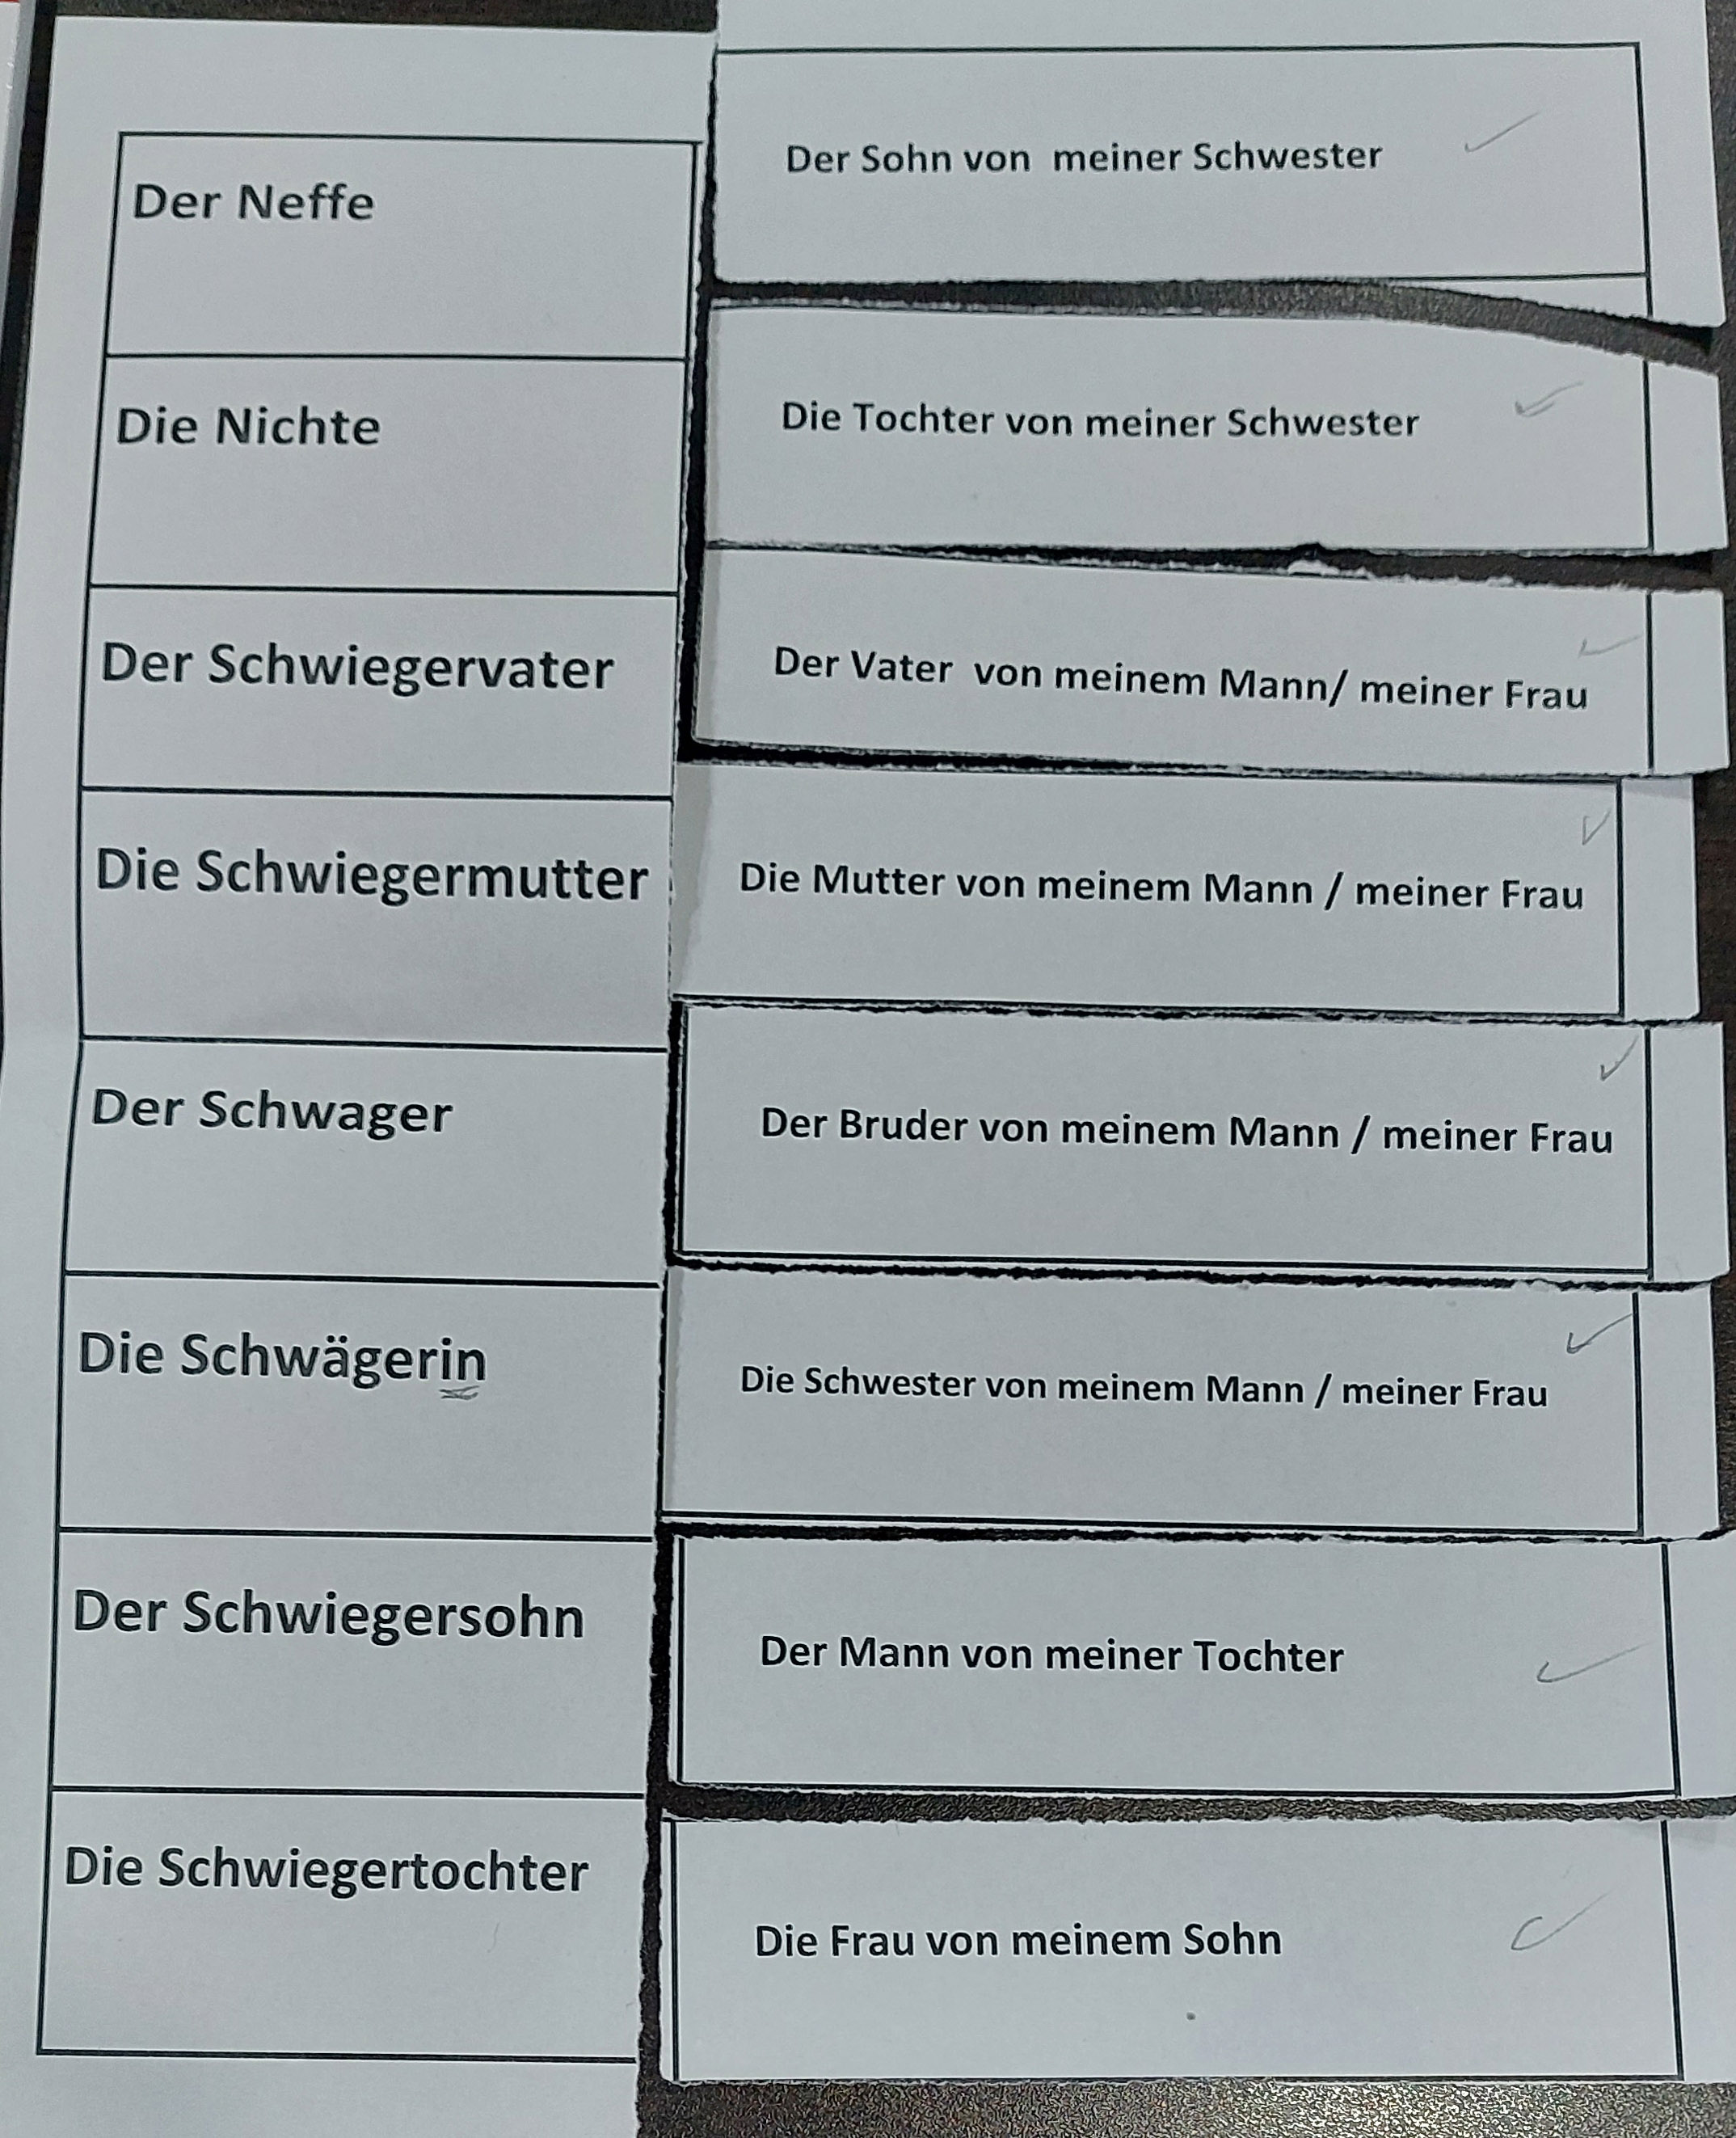 Der Neffe
Der Sohn von meiner Schwester
Die Nichte
Die Tochter von meiner Schwester
Der Schwiegervater
Der Vater von meinem Mann/ meiner Frau
Die Schwiegermutter
Die Mutter von meinem Mann / meiner Frau
Der Schwager
Der Bruder von meinem Mann / meiner Frau
Die Schwägerin
Die Schwester von meinem Mann / meiner Frau
Der Schwiegersohn
Der Mann von meiner Tochter
Die Schwiegertochter
Die Frau von meinem Sohn